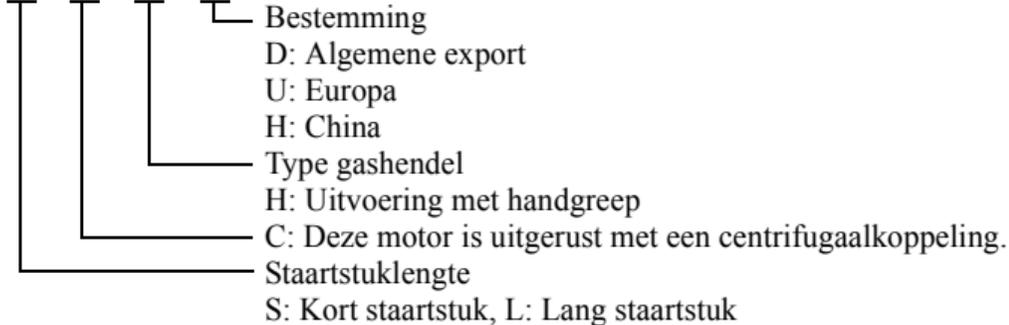 Bestemming
D: Algemene export
U: Europa
H: China
Type gashendel
H: Uitvoering met handgreep
C: Deze motor is uitgerust met een centrifugaalkoppeling.
Staartstuklengte
S: Kort staartstuk, L: Lang staartstuk